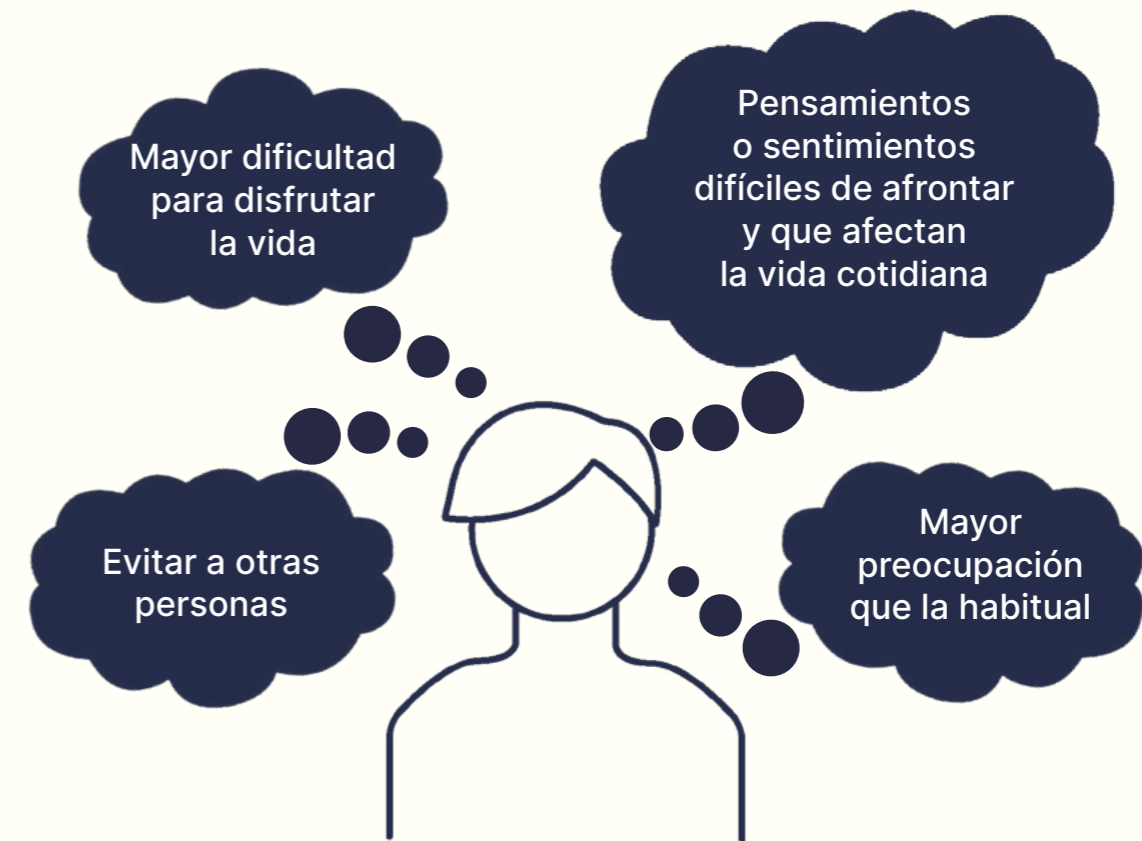 Mayor dificultad
para disfrutar
la vida
Pensamientos
o sentimientos
difíciles de afrontar
y que afectan
la vida cotidiana
Evitar a otras
personas
Mayor
preocupación
que la habitual